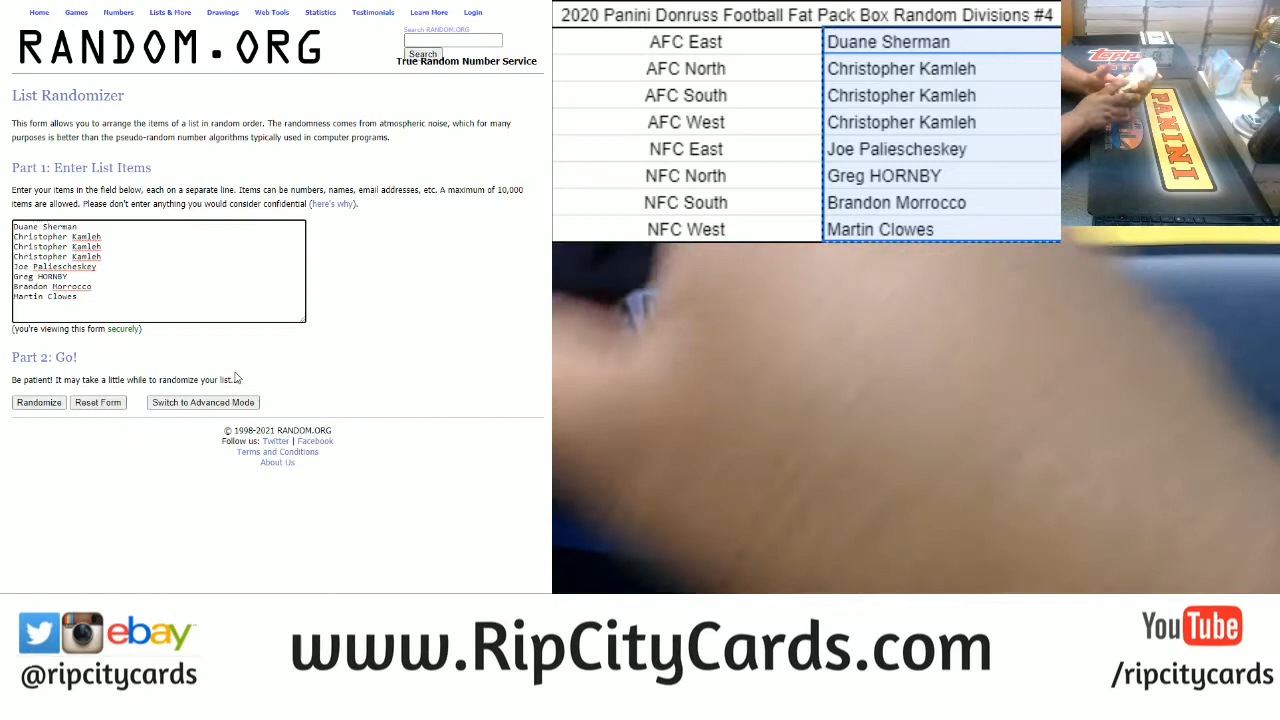 Home Games Numbers Lists & More Drawings Web Tools Statistics Testimonials Learn More Login
Search RANDOM.ORG
Search
RANDOM.ORG
True Random Number Service
List Randomizer
This form allows you to arrange the items of a list in random order. The randomness comes from atmospheric noise, which for many
purposes is better than the pseudo-random number algorithms typically used in computer programs.
Part 1: Enter List Items
Enter your items in the field below, each on a separate line. Items can be numbers, names, email addresses, etc. A maximum of 10,000
items are allowed. Please don't enter anything you would consider confidential (here's why).
Duane Sherman
Christopher Kamleh
Christopher Kamleh
Christopher Kamleh
Joe Paliescheskey
Greg HORNBY
Brandon Morrocco
Martin Clowes
(you're viewing this form securely)
Part 2: Go!
Be patient! It may take a little while to randomize your list.
Randomize Reset Form Switch to Advanced Mode
© 1998-2021 RANDOM.ORG
Follow us: Twitter | Facebook
Terms and Conditions
About Us
2020 Panini Donruss Football Fat Pack Box Random Divisions #4
AFC East Duane Sherman
AFC North Christopher Kamleh
AFC South Christopher Kamleh
AFC West Christopher Kamleh
NFC East Joe Paliescheskey
NFC North Greg HORNBY
NFC South Brandon Morrocco
NFC West Martin Clowes
TOPPS
PANINI
ebay
@ripcitycards
www.RipCityCards.com
YouTube
/ripcitycards